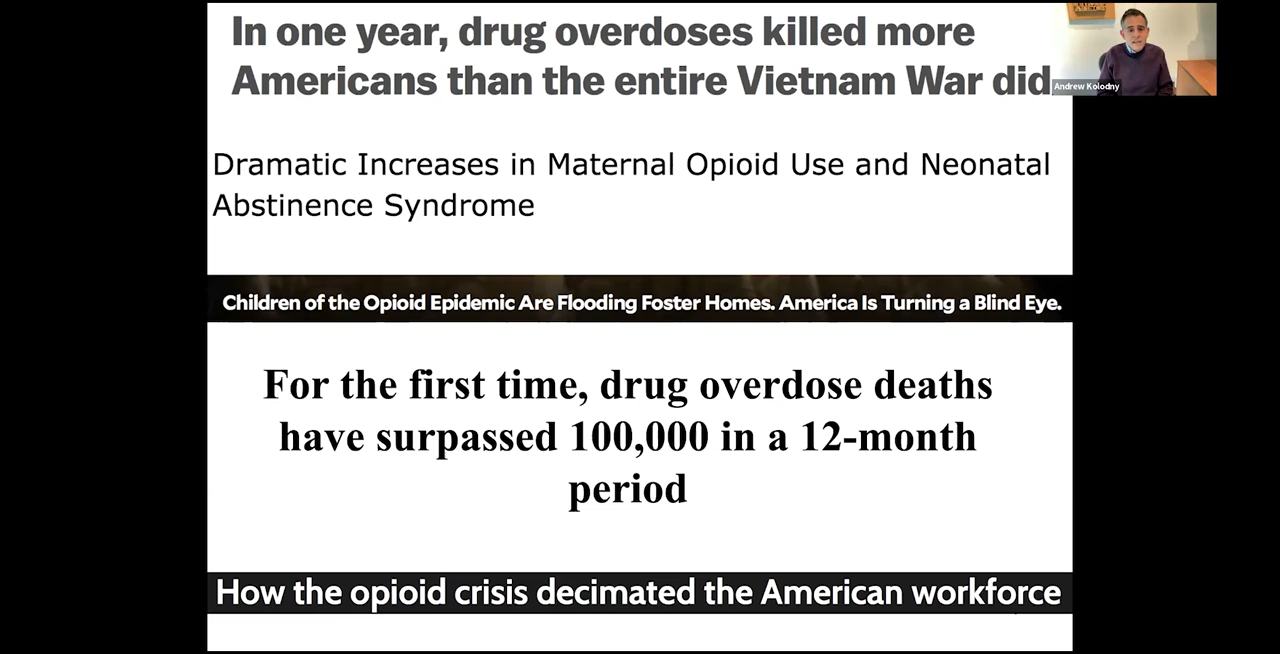 In one year, drug overdoses killed more
Americans than the entire Vietnam War did
Andrew Kolodny
Dramatic Increases in Maternal Opioid Use and Neonatal
Abstinence Syndrome
Children of the Opioid Epidemic Are Flooding Foster Homes. America Is Turning a Blind Eye.
For the first time, drug overdose deaths
have surpassed 100,000 in a 12-month
period
How the opioid crisis decimated the American workforce